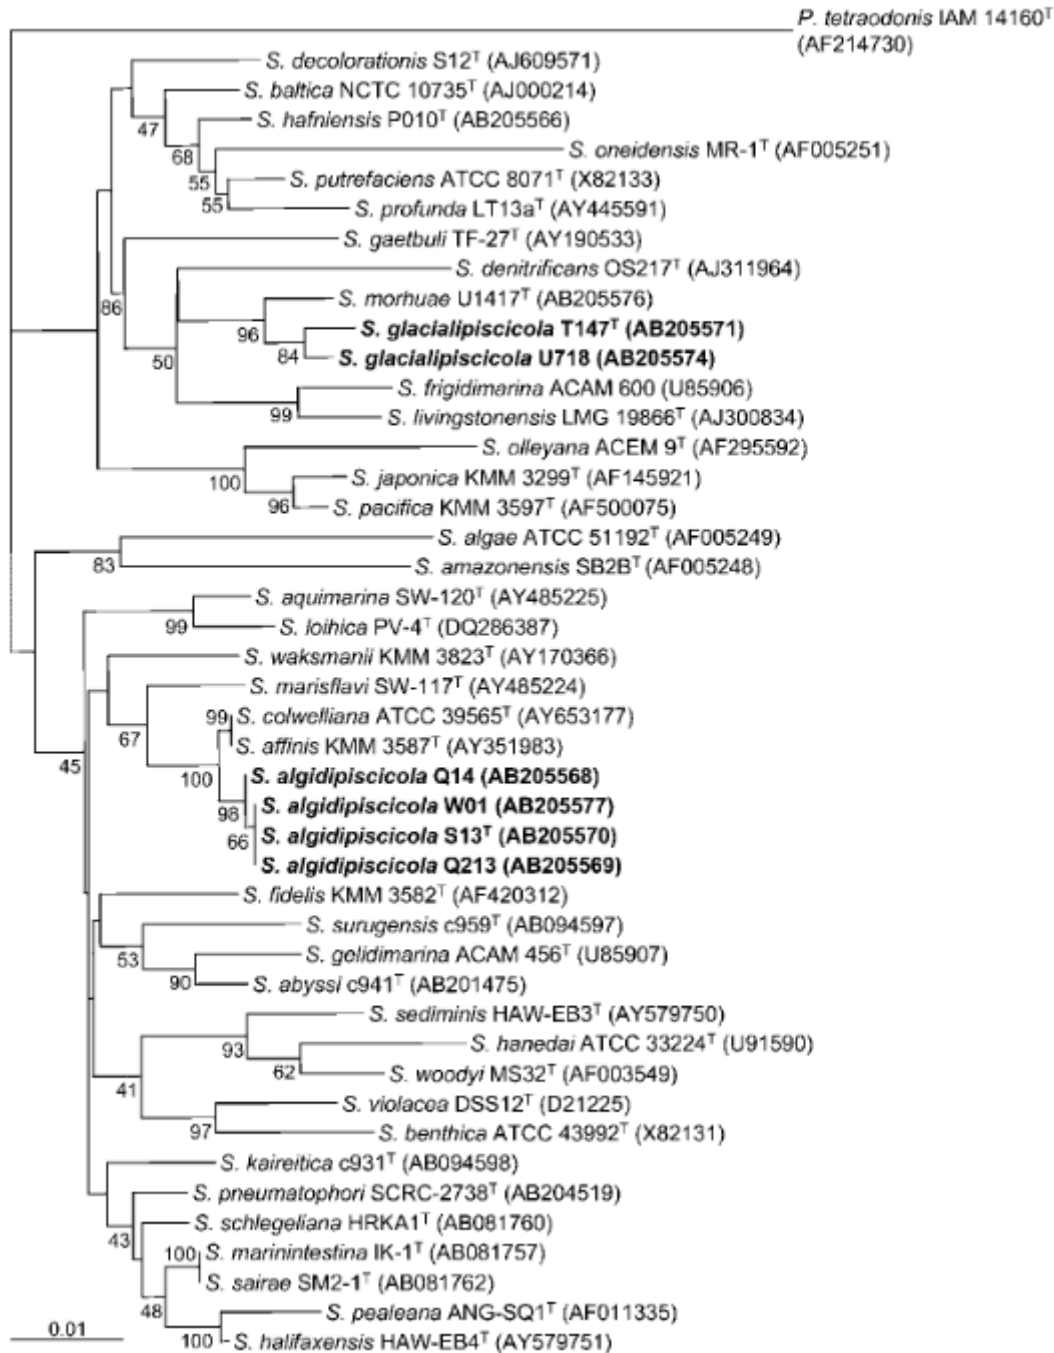 P. tetraodonis IAM 14160ᵀ
(AF214730)
S. decolorationis S12ᵀ (AJ609571)
S. baltica NCTC 10735ᵀ (AJ000214)
47
S. hafniensis P010ᵀ (AB205566)
68
S. oneidensis MR-1ᵀ (AF005251)
55
S. putrefaciens ATCC 8071ᵀ (X82133)
55
S. profunda LT13aᵀ (AY445591)
S. gaetbuli TF-27ᵀ (AY190533)
S. denitrificans OS217ᵀ (AJ311964)
86
S. morhuae U1417ᵀ (AB205576)
96
S. glacialipiscicola T147ᵀ (AB205571)
84
S. glacialipiscicola U718 (AB205574)
50
S. frigidimarina ACAM 600 (U85906)
99
S. livingstonensis LMG 19866ᵀ (AJ300834)
S. olleyana ACEM 9ᵀ (AF295592)
100
S. japonica KMM 3299ᵀ (AF145921)
96
S. pacifica KMM 3597ᵀ (AF500075)
S. algae ATCC 51192ᵀ (AF005249)
83
S. amazonensis SB2Bᵀ (AF005248)
S. aquimarina SW-120ᵀ (AY485225)
99
S. loihica PV-4ᵀ (DQ286387)
S. waksmanii KMM 3823ᵀ (AY170366)
S. marisflavi SW-117ᵀ (AY485224)
99
S. colwelliana ATCC 39565ᵀ (AY653177)
67
S. affinis KMM 3587ᵀ (AY351983)
45
100
S. algidipiscicola Q14 (AB205568)
98
S. algidipiscicola W01 (AB205577)
66
S. algidipiscicola S13ᵀ (AB205570)
S. algidipiscicola Q213 (AB205569)
S. fidelis KMM 3582ᵀ (AF420312)
S. surugensis c959ᵀ (AB094597)
53
S. gelidimarina ACAM 456ᵀ (U85907)
90
S. abyssi c941ᵀ (AB201475)
S. sediminis HAW-EB3ᵀ (AY579750)
93
S. hanedai ATCC 33224ᵀ (U91590)
62
S. woodyi MS32ᵀ (AF003549)
41
S. violacea DSS12ᵀ (D21225)
97
S. benthica ATCC 43992ᵀ (X82131)
S. kaireitica c931ᵀ (AB094598)
S. pneumatophori SCRC-2738ᵀ (AB204519)
S. schlegeliana HRKA1ᵀ (AB081760)
43
100
S. marinintestina IK-1ᵀ (AB081757)
S. sairae SM2-1ᵀ (AB081762)
48
S. pealeana ANG-SQ1ᵀ (AF011335)
0.01
100
S. halifaxensis HAW-EB4ᵀ (AY579751)